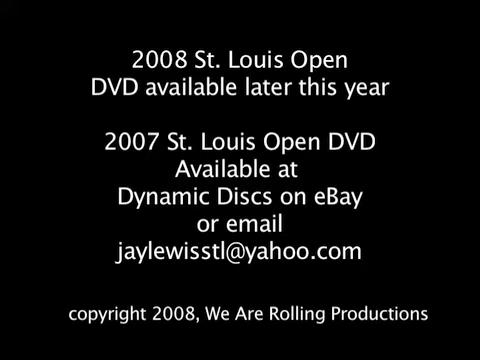 2008 St. Louis Open
DVD available later this year
2007 St. Louis Open DVD
Available at
Dynamic Discs on eBay
or email
jaylewisstl@yahoo.com
copyright 2008, We Are Rolling Productions